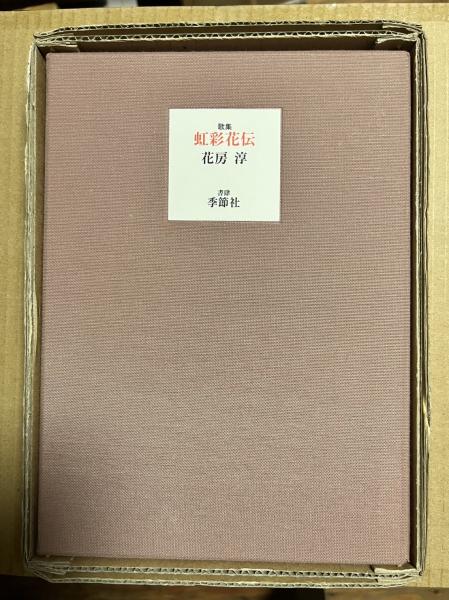 歌集
虹彩花伝
花房 淳
書肆
季節社